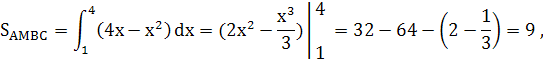 S_AMBC = ∫₁⁴ (4x − x²) dx = (2x² − x³/3) |₁⁴ = 32 − 64 − (2 − 1/3) = 9 ,